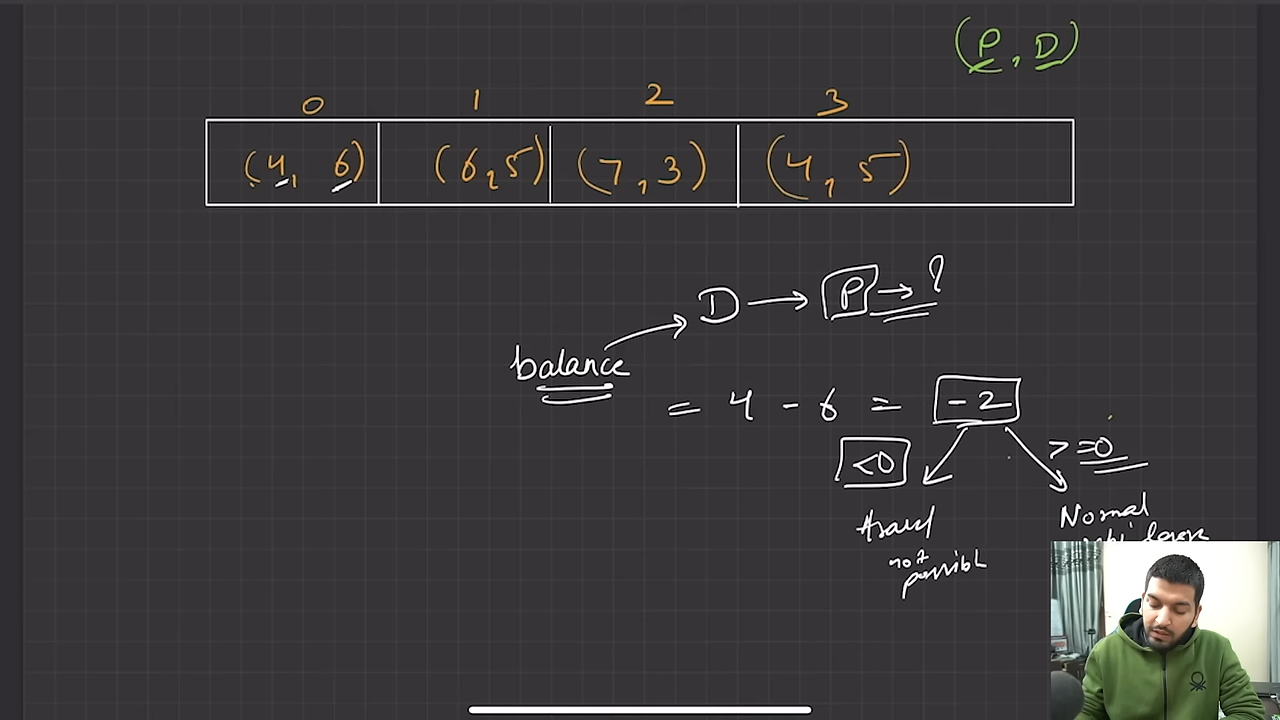 (P, D)
0 1 2 3
(4, 6) (6,5) (7,3) (4,5)
D → P → ?
balance
= 4 - 6 = -2
<0 >=0
not Normal
possibl